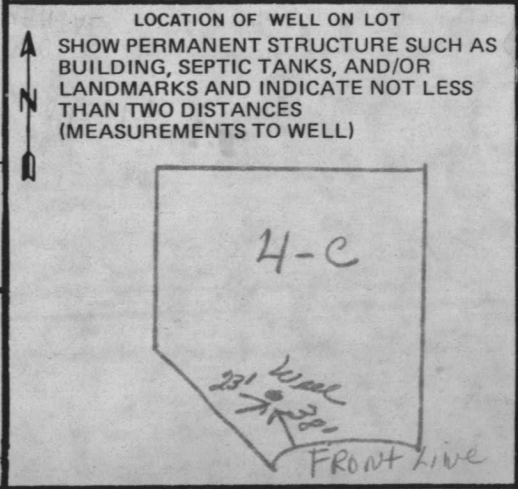 LOCATION OF WELL ON LOT
SHOW PERMANENT STRUCTURE SUCH AS
BUILDING, SEPTIC TANKS, AND/OR
LANDMARKS AND INDICATE NOT LESS
THAN TWO DISTANCES
(MEASUREMENTS TO WELL)
N
4-C
Well
23'
38'
FRONT Line